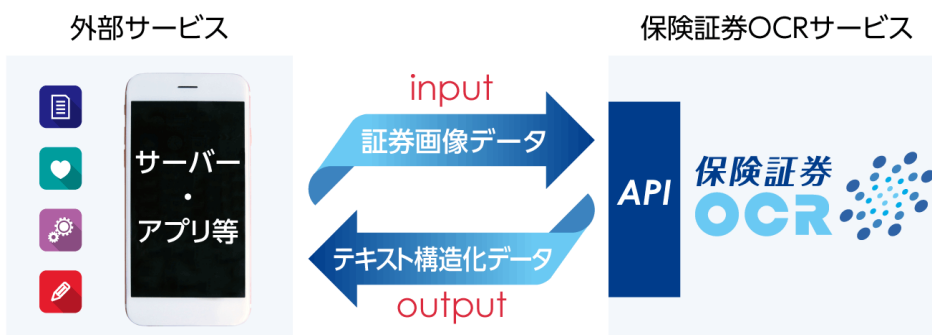 外部サービス
保険証券OCRサービス
サーバー
・
アプリ等
input
証券画像データ
テキスト構造化データ
output
API
保険証券
OCR